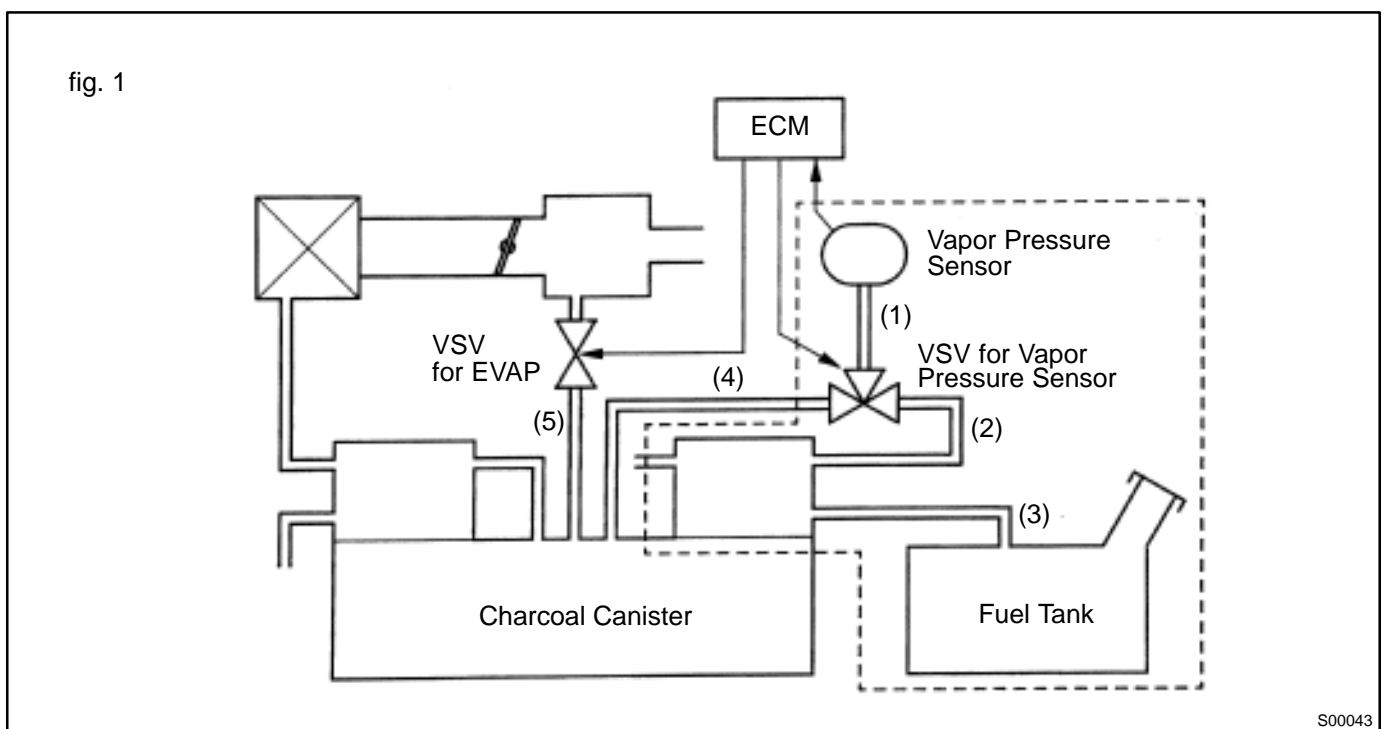 fig. 1
ECM
Vapor Pressure
Sensor
(1)
VSV
for EVAP
VSV for Vapor
Pressure Sensor
(4)
(5)
(2)
(3)
Charcoal Canister
Fuel Tank
S00043